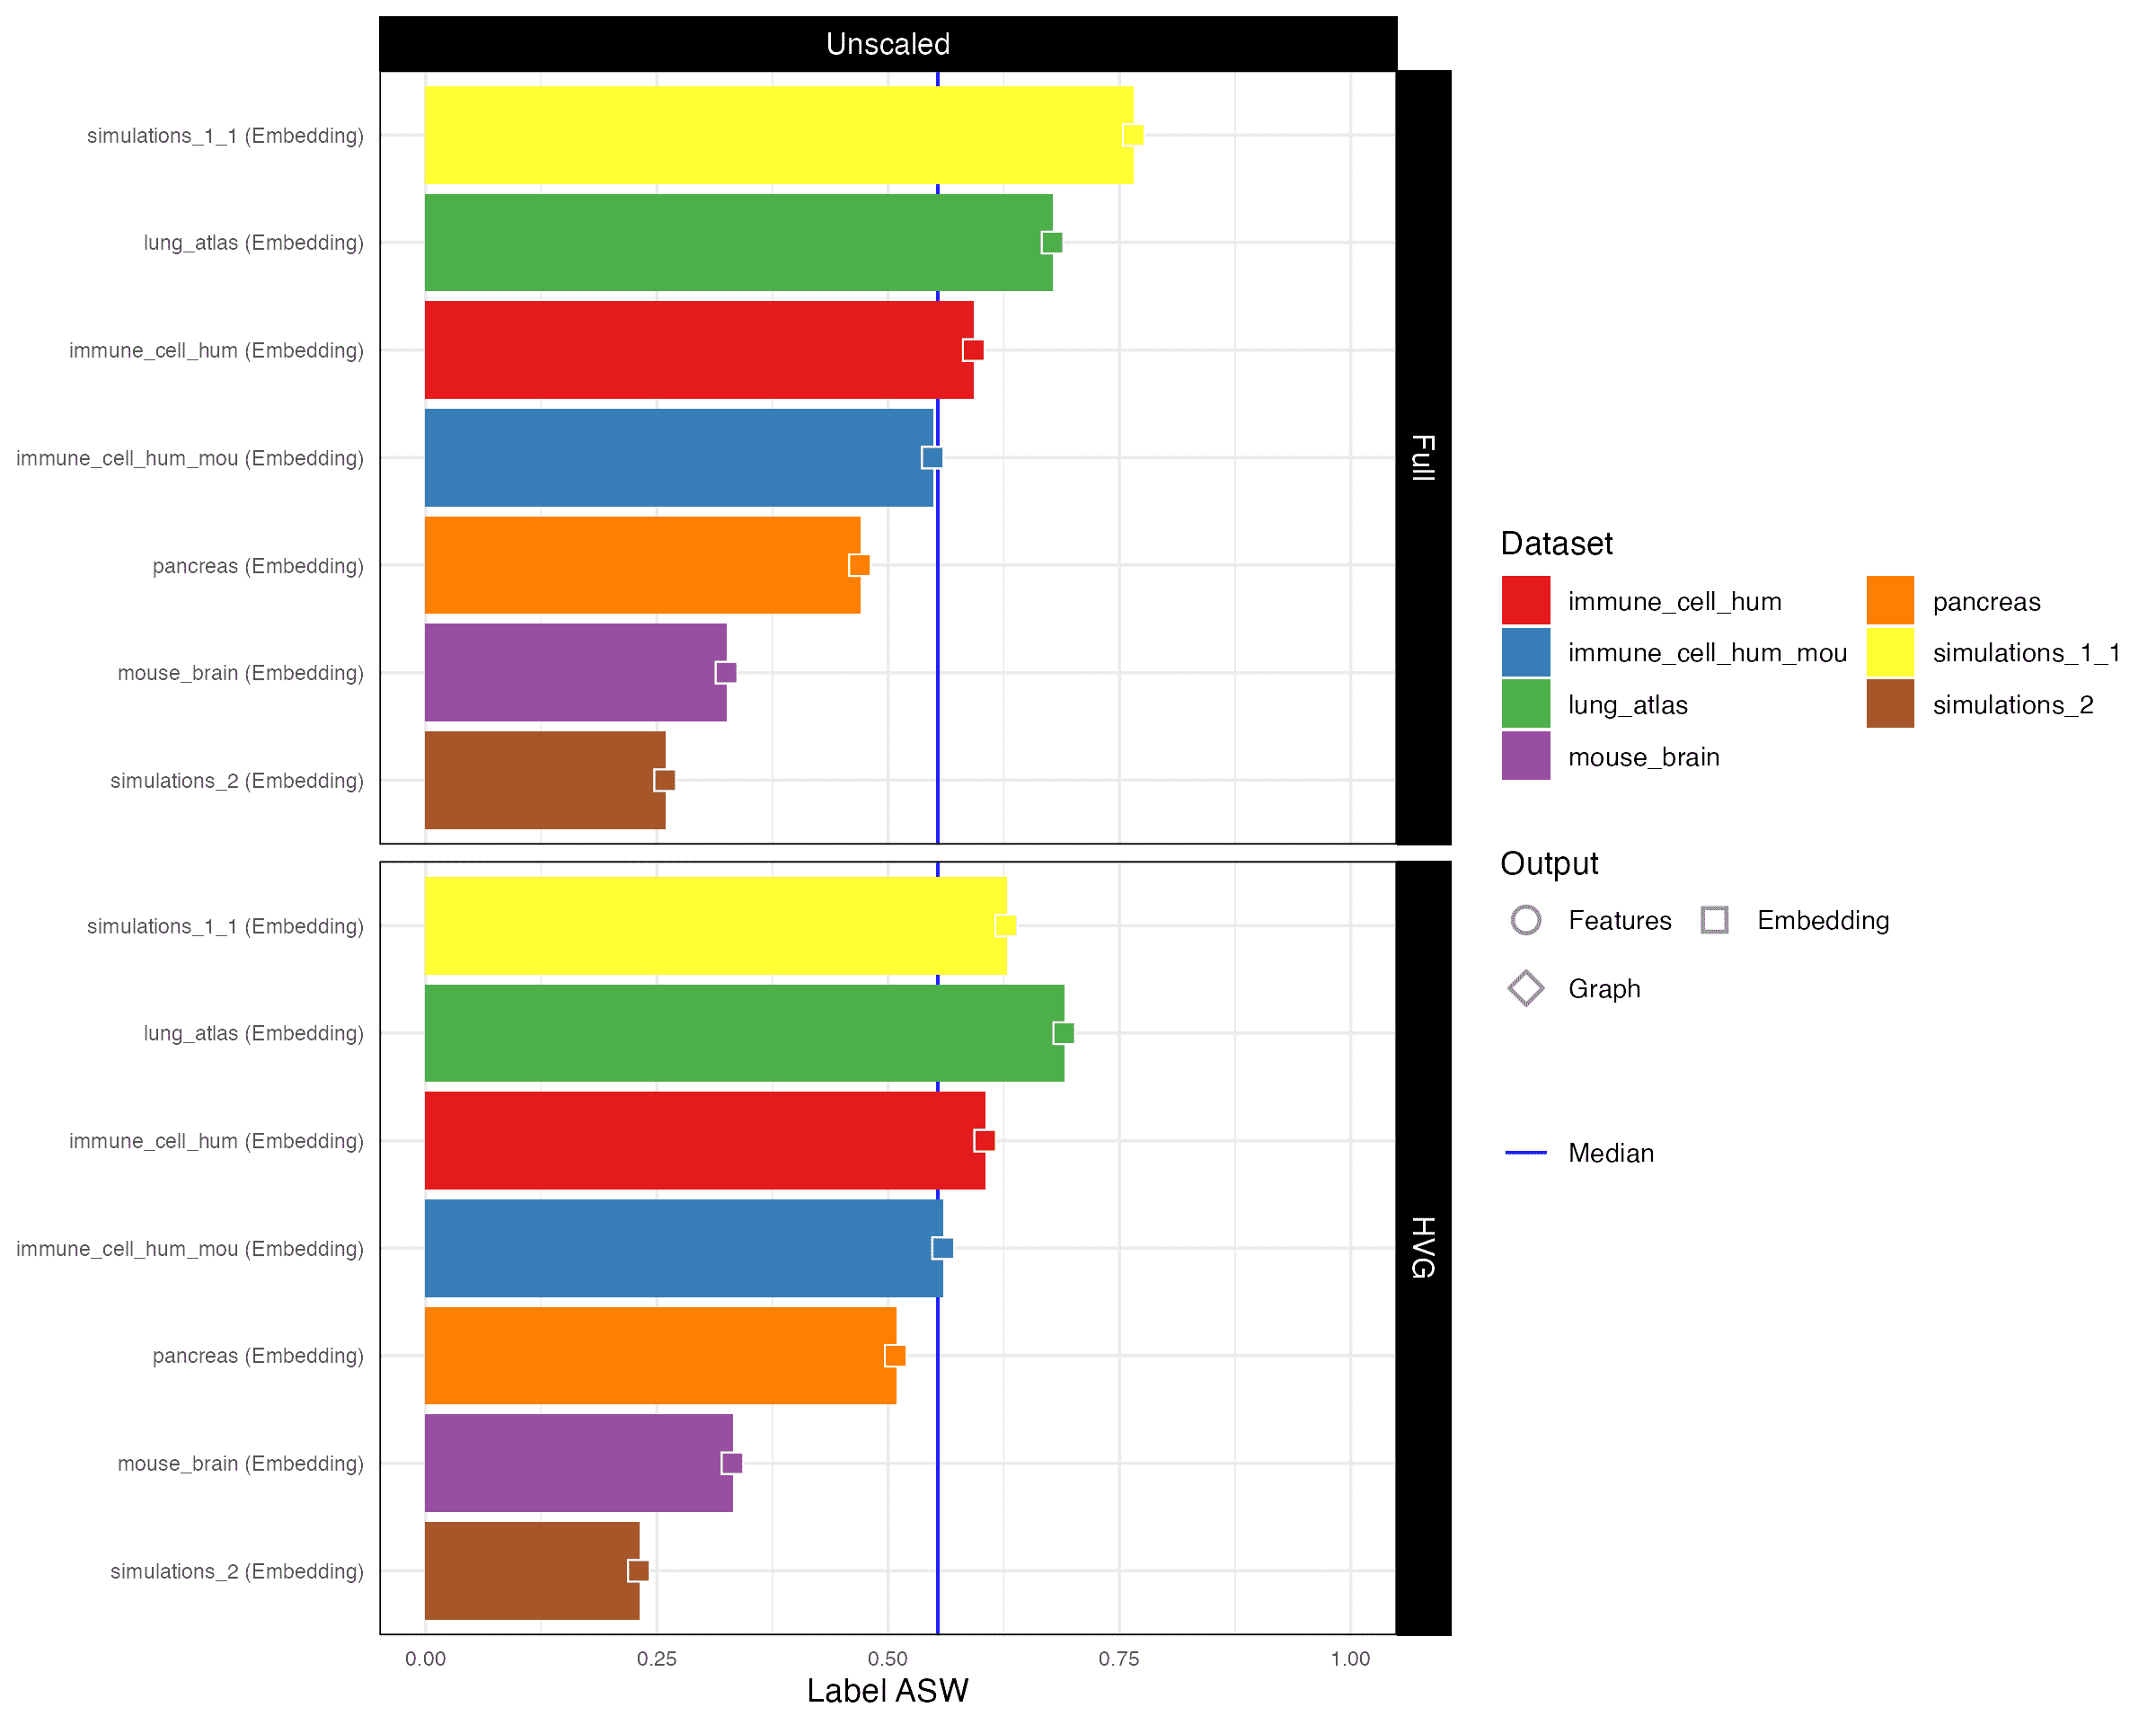 Unscaled
simulations_1_1 (Embedding)
lung_atlas (Embedding)
immune_cell_hum (Embedding)
immune_cell_hum_mou (Embedding)
pancreas (Embedding)
mouse_brain (Embedding)
simulations_2 (Embedding)
Full
simulations_1_1 (Embedding)
lung_atlas (Embedding)
immune_cell_hum (Embedding)
immune_cell_hum_mou (Embedding)
pancreas (Embedding)
mouse_brain (Embedding)
simulations_2 (Embedding)
HVG
0.00 0.25 0.50 0.75 1.00
Label ASW
Dataset
immune_cell_hum
immune_cell_hum_mou
lung_atlas
mouse_brain
pancreas
simulations_1_1
simulations_2
Output
Features Embedding
Graph
Median